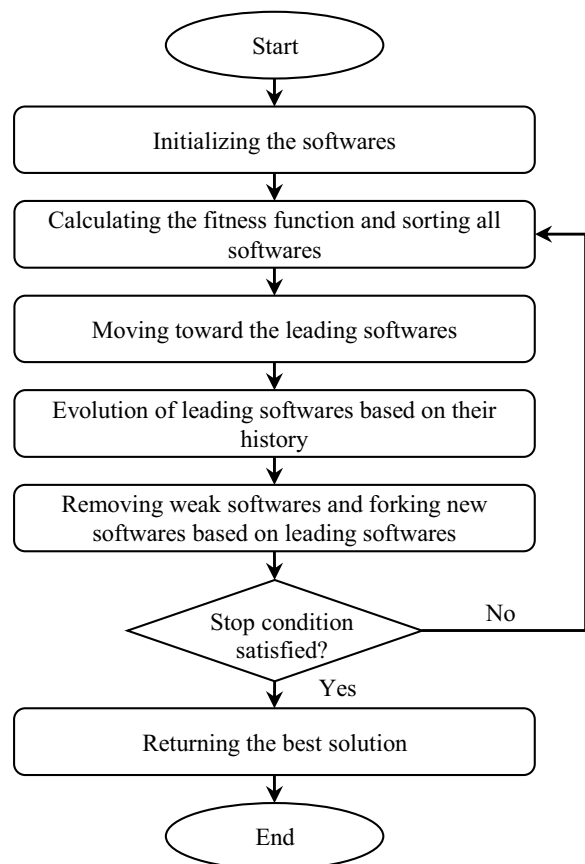 Start
Initializing the softwares
Calculating the fitness function and sorting all
softwares
Moving toward the leading softwares
Evolution of leading softwares based on their
history
Removing weak softwares and forking new
softwares based on leading softwares
Stop condition
satisfied?
No
Yes
Returning the best solution
End